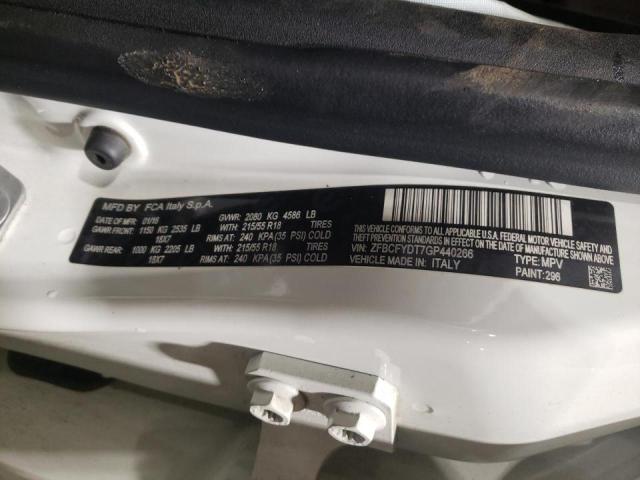 MFD BY FCA Italy S.p.A.
DATE OF MFR: 01/16 GVWR: 2080 KG 4586 LB
GAWR FRONT: 1150 KG 2535 LB WITH: 215/55 R18 TIRES
18X7 RIMS AT: 240 KPA (35 PSI) COLD
GAWR REAR: 1000 KG 2205 LB WITH: 215/55 R18 TIRES
18X7 RIMS AT: 240 KPA (35 PSI) COLD
THIS VEHICLE CONFORMS TO ALL APPLICABLE U.S.A. FEDERAL MOTOR VEHICLE SAFETY,
BUMPER, AND THEFT PREVENTION STANDARDS IN EFFECT ON THE DATE OF MANUFACTURE SHOWN ABOVE
VIN: ZFBCFYDT7GP440266 TYPE: MPV
VEHICLE MADE IN: ITALY PAINT: 296